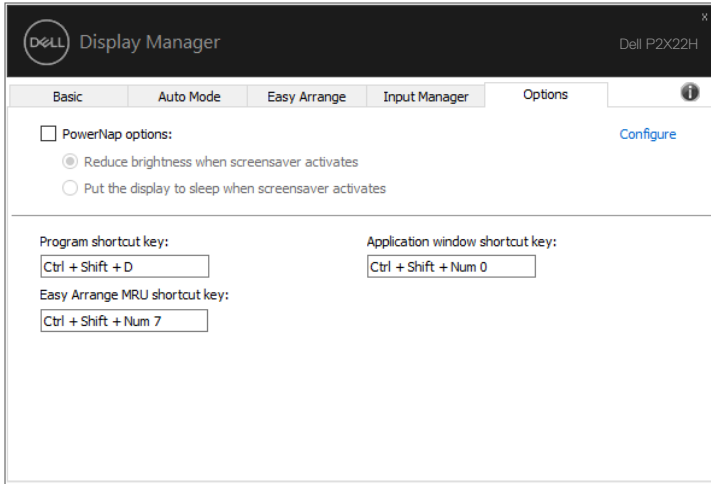 DELL Display Manager
x
Dell P2X22H
Basic Auto Mode Easy Arrange Input Manager Options i
PowerNap options: Configure
Reduce brightness when screensaver activates
Put the display to sleep when screensaver activates
Program shortcut key: Application window shortcut key:
Ctrl + Shift + D Ctrl + Shift + Num 0
Easy Arrange MRU shortcut key:
Ctrl + Shift + Num 7